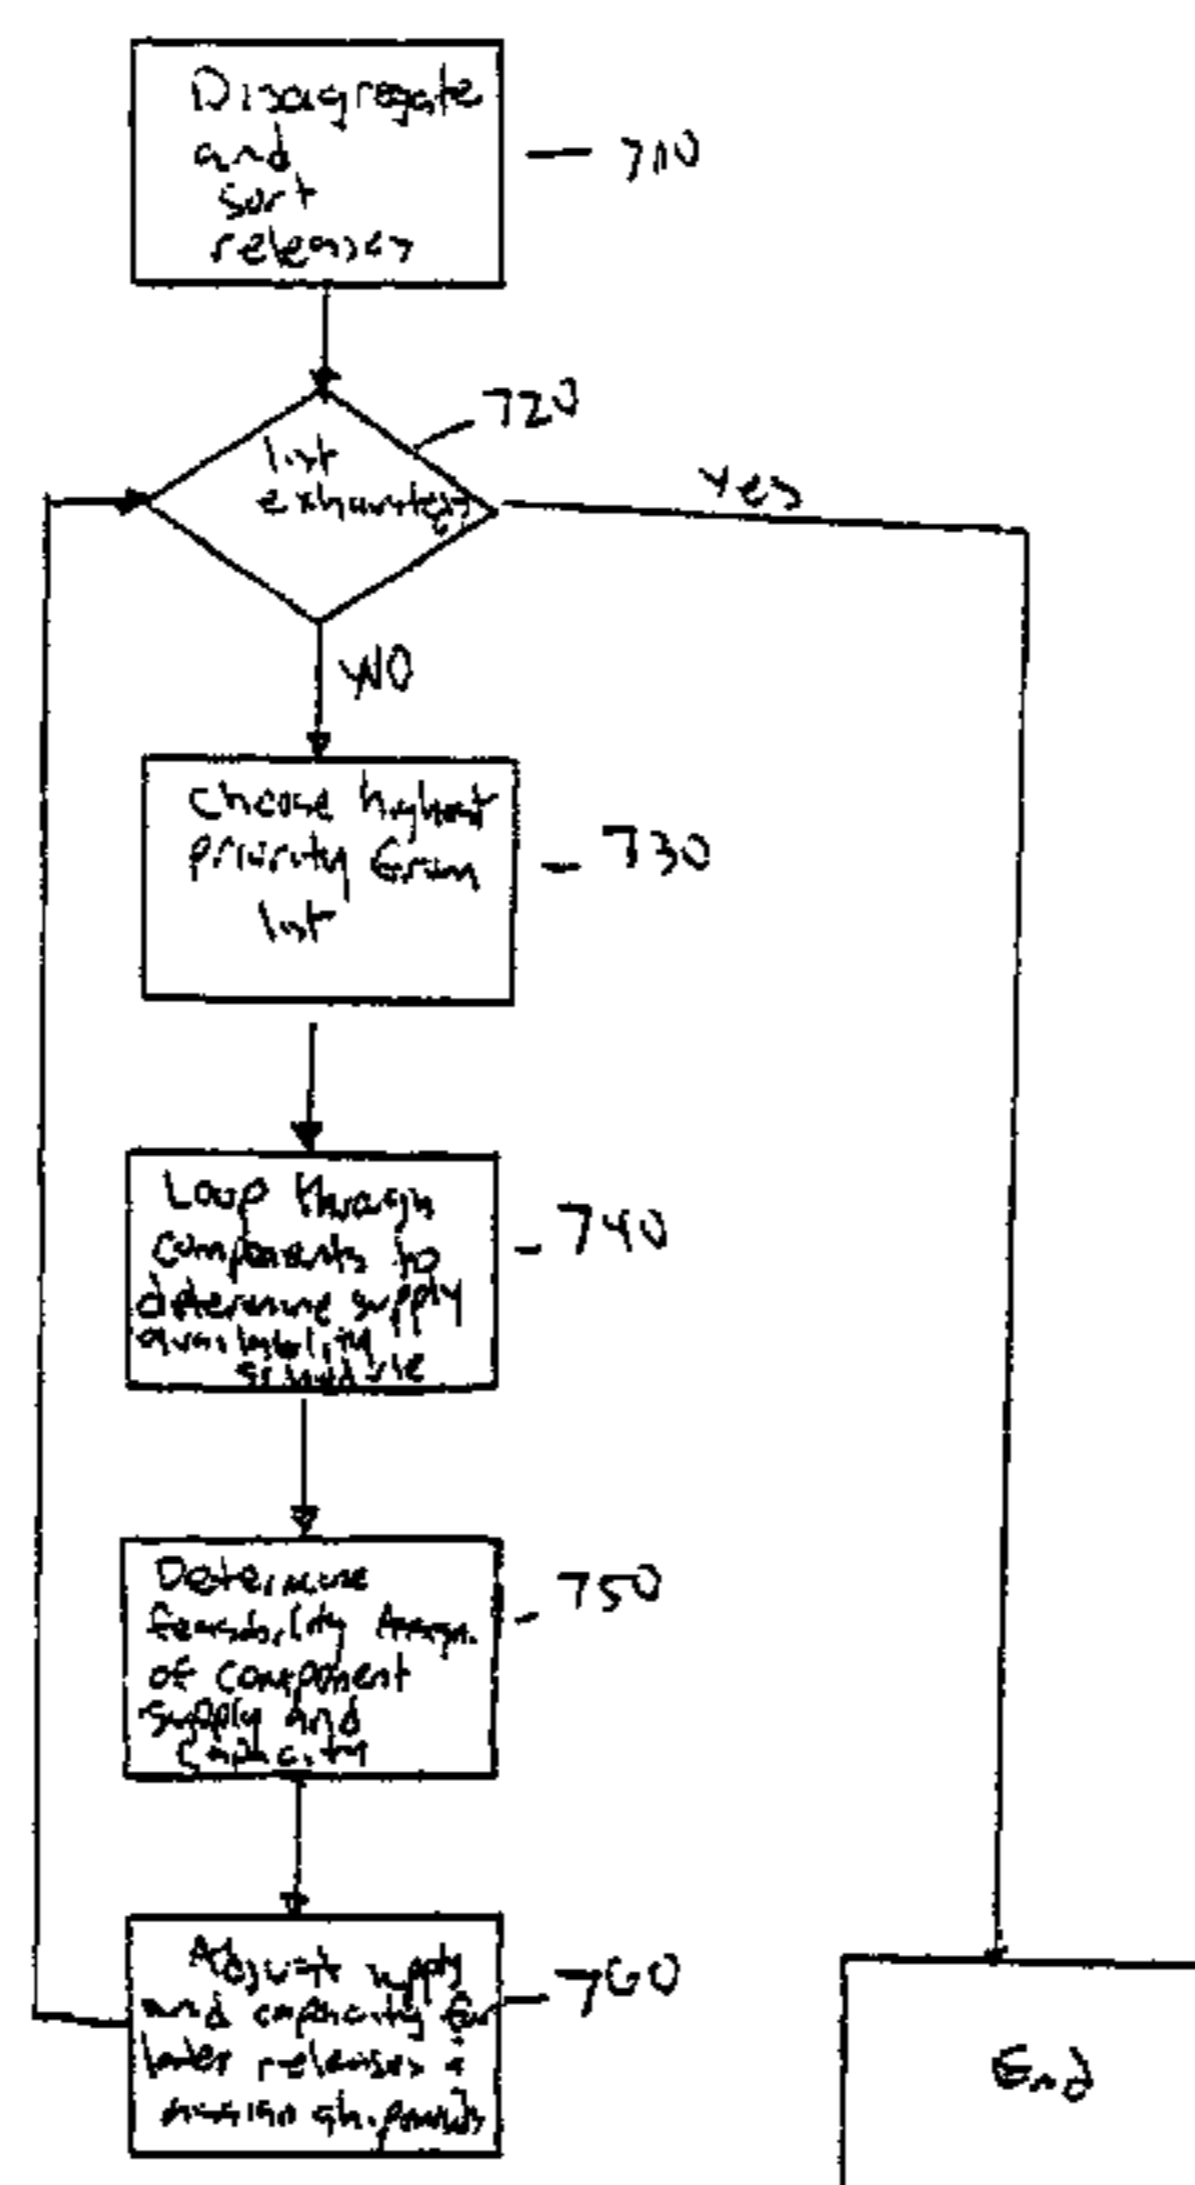 Disagregate
and
sort
releases
710
720
list
exhausted?
Yes
NO
Choose highest
priority from
list
730
Loop through
components to
determine supply
availability
schedule
740
Determine
feasibility
of component
supply and
capacity
750
Adjust supply
and capacity for
later releases &
assign shipments
760
End